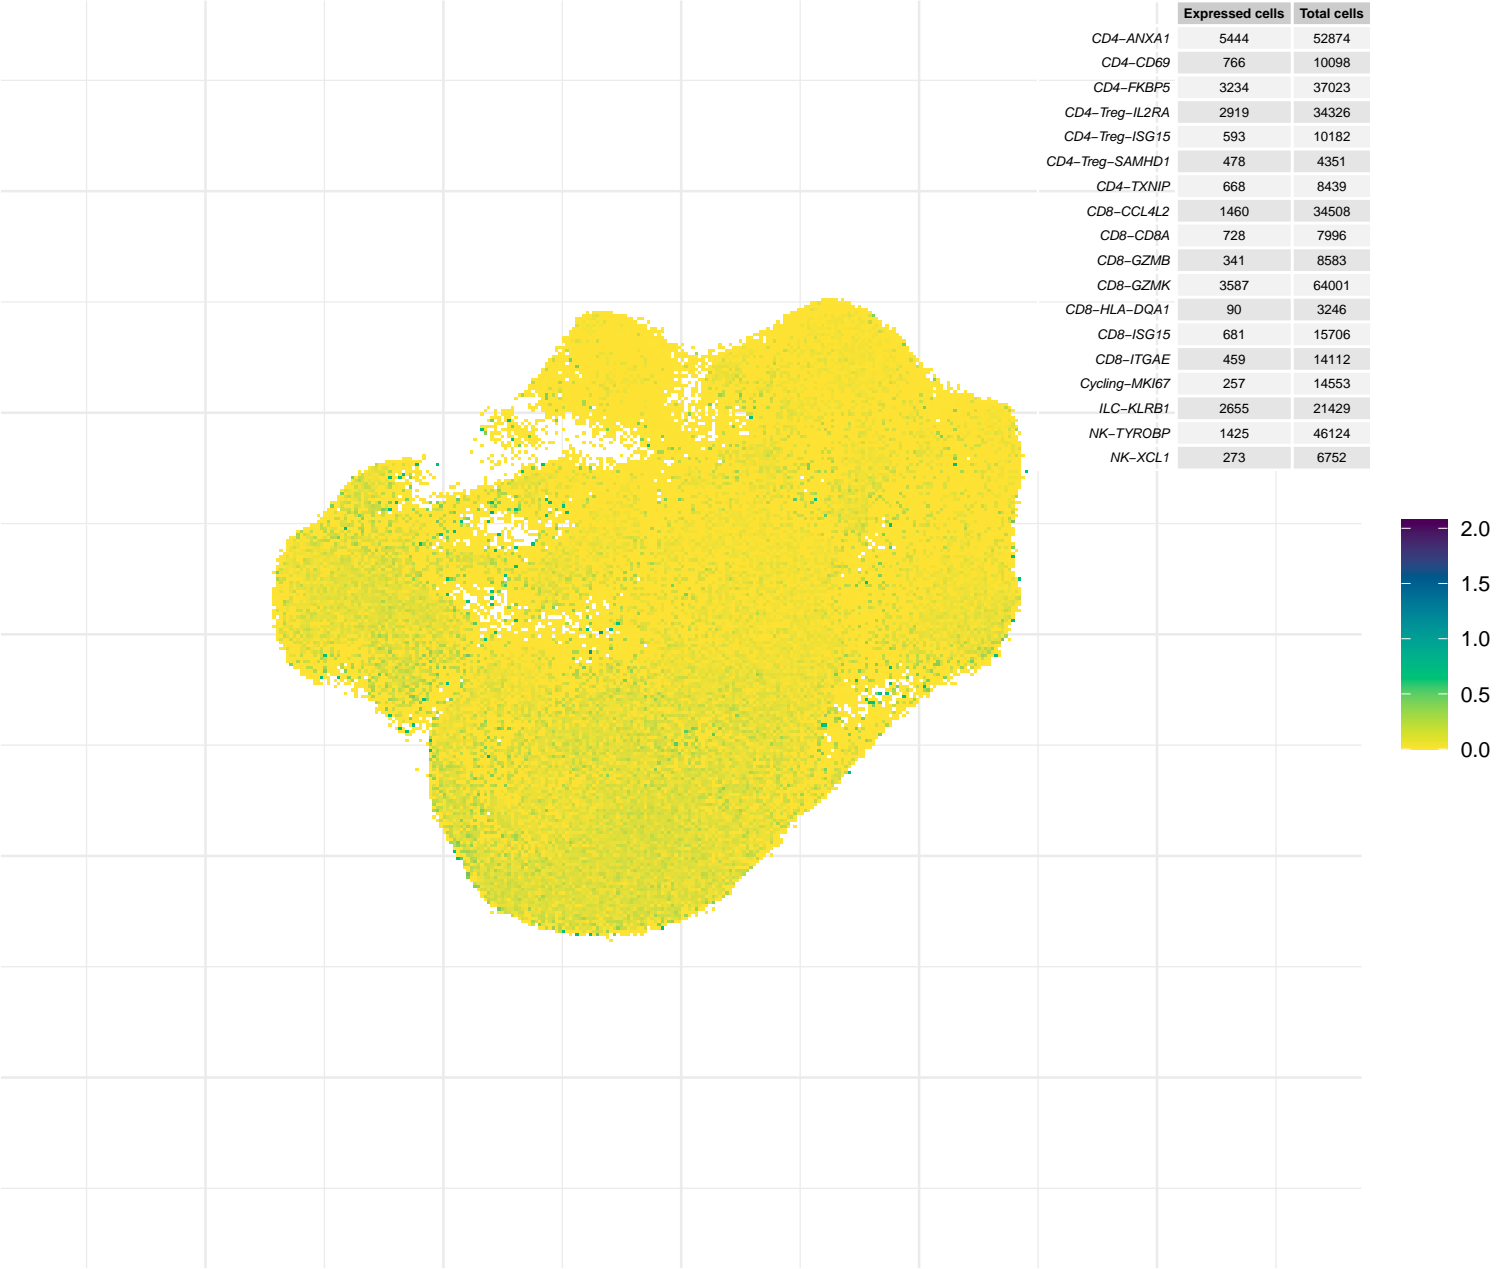 Expressed cells Total cells
CD4−ANXA1 5444 52874
CD4−CD69 766 10098
CD4−FKBP5 3234 37023
CD4−Treg−IL2RA 2919 34326
CD4−Treg−ISG15 593 10182
CD4−Treg−SAMHD1 478 4351
CD4−TXNIP 668 8439
CD8−CCL4L2 1460 34508
CD8−CD8A 728 7996
CD8−GZMB 341 8583
CD8−GZMK 3587 64001
CD8−HLA−DQA1 90 3246
CD8−ISG15 681 15706
CD8−ITGAE 459 14112
Cycling−MKI67 257 14553
ILC−KLRB1 2655 21429
NK−TYROBP 1425 46124
NK−XCL1 273 6752
2.0
1.5
1.0
0.5
0.0